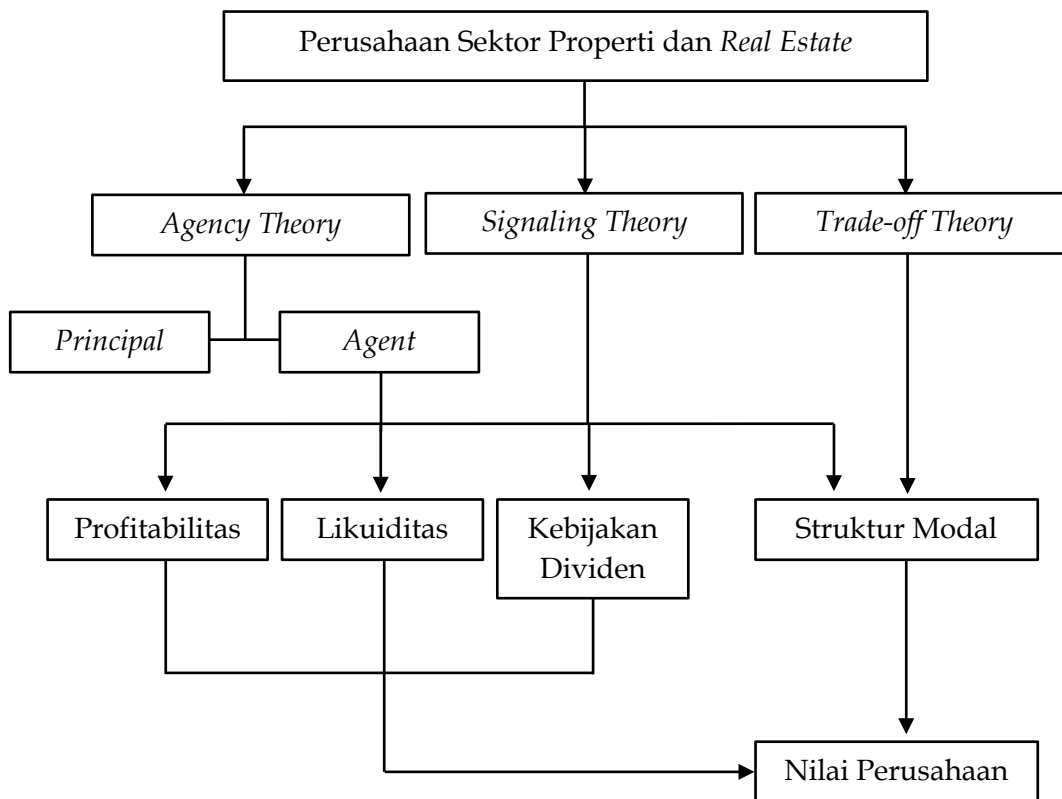 Perusahaan Sektor Properti dan Real Estate
Agency Theory
Signaling Theory
Trade-off Theory
Principal
Agent
Profitabilitas
Likuiditas
Kebijakan
Dividen
Struktur Modal
Nilai Perusahaan